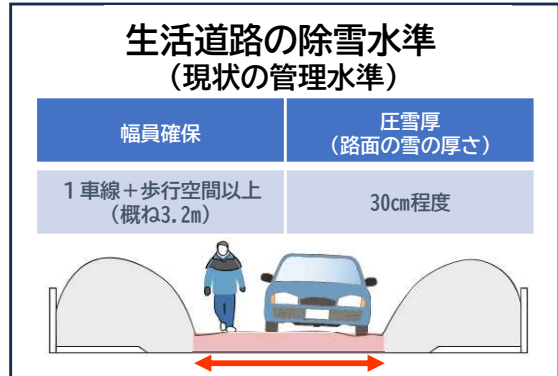 生活道路の除雪水準
（現状の管理水準）
幅員確保
圧雪厚
（路面の雪の厚さ）
１車線＋歩行空間以上
（概ね3.2m）
30㎝程度